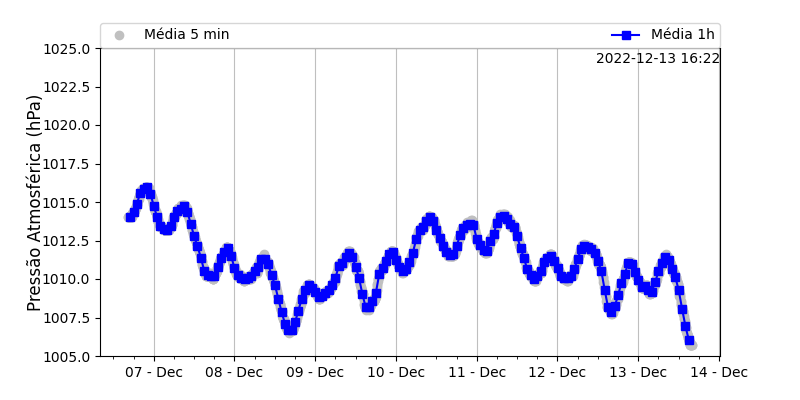 Média 5 min
Média 1h
2022-12-13 16:22
Pressão Atmosférica (hPa)
1025.0
1022.5
1020.0
1017.5
1015.0
1012.5
1010.0
1007.5
1005.0
07 - Dec
08 - Dec
09 - Dec
10 - Dec
11 - Dec
12 - Dec
13 - Dec
14 - Dec